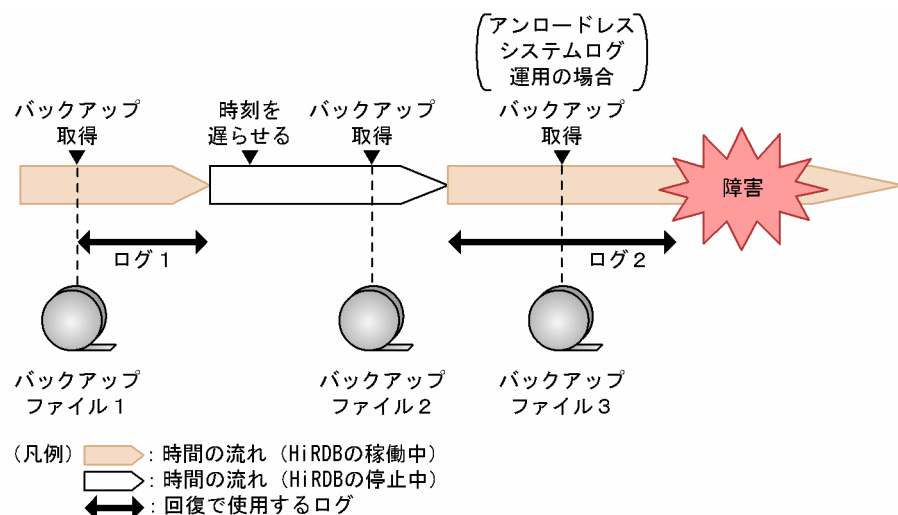 アンロードレス
システムログ
運用の場合
バックアップ
取得
時刻を
遅らせる
バックアップ
取得
バックアップ
取得
障害
ログ１
ログ２
バックアップ
ファイル１
バックアップ
ファイル２
バックアップ
ファイル３
(凡例)
：時間の流れ（HiRDBの稼働中）
：時間の流れ（HiRDBの停止中）
：回復で使用するログ